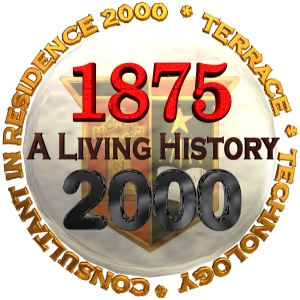 CONSULTANT IN RESIDENCE 2000 * TERRACE * TECHNOLOGY *
1875
A LIVING HISTORY
2000